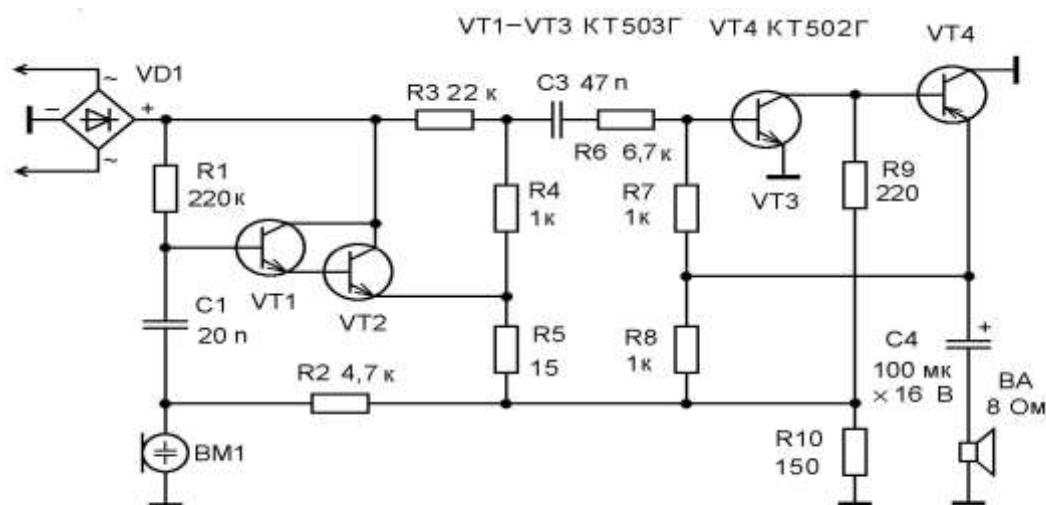 VT1–VT3 КТ503Г VT4 КТ502Г
VT4
~
VD1
–
+
~
R3 22 к
C3 47 n
R6 6,7 к
VT3
R1
220к
R4
1к
R7
1к
R9
220
VT1
VT2
C1
20 n
R5
15
R8
1к
C4
100 мк
× 16 В
+
BA
8 Ом
R2 4,7 к
BM1
R10
150